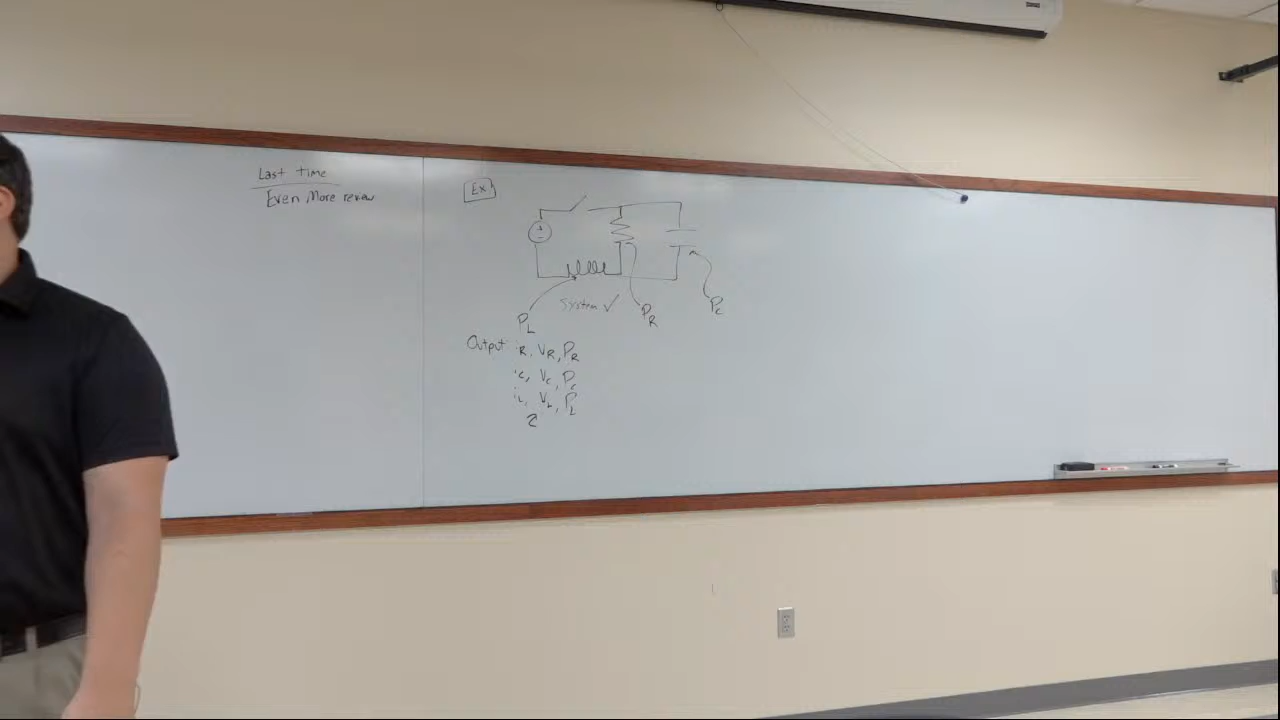 Last time
Even More review
Ex
+
-
System ✓
P_L
P_R
P_C
Output i_R, V_R, P_R
i_C, V_C, P_C
i_L, V_L, P_L